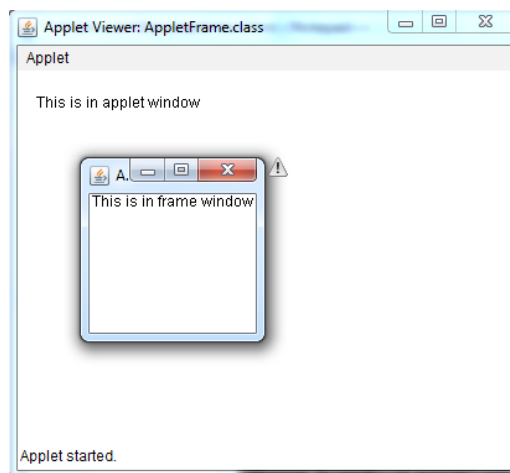 Applet Viewer: AppletFrame.class
Applet
This is in applet window
A.
This is in frame window
Applet started.